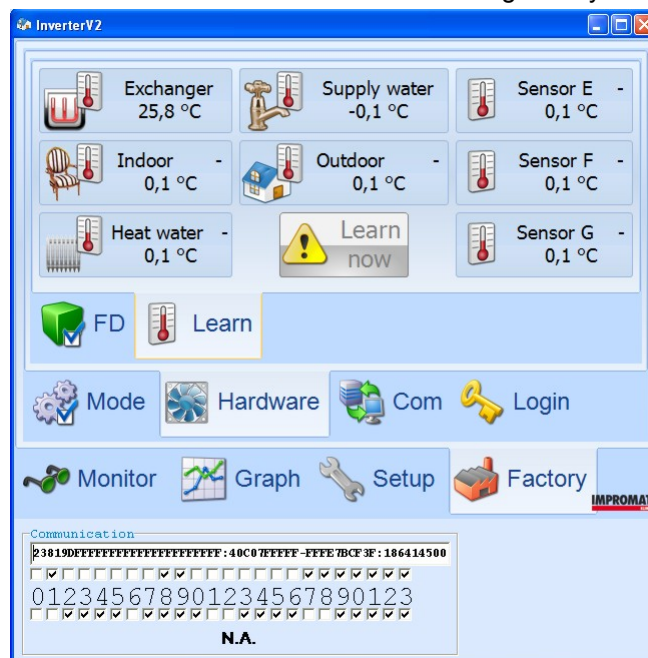 InverterV2
Exchanger Supply water Sensor E -
25,8 °C -0,1 °C 0,1 °C
Indoor - Outdoor - Sensor F -
0,1 °C 0,1 °C 0,1 °C
Heat water - Learn Sensor G -
0,1 °C now 0,1 °C
FD Learn
Mode Hardware Com Login
Monitor Graph Setup Factory
IMPROMAT
Communication
23819DFFFFFFFFFFFFFFFFFFFFF:40C07FFFFF-FFFE7BCF3F:186414500
012345678901234567890123
N.A.